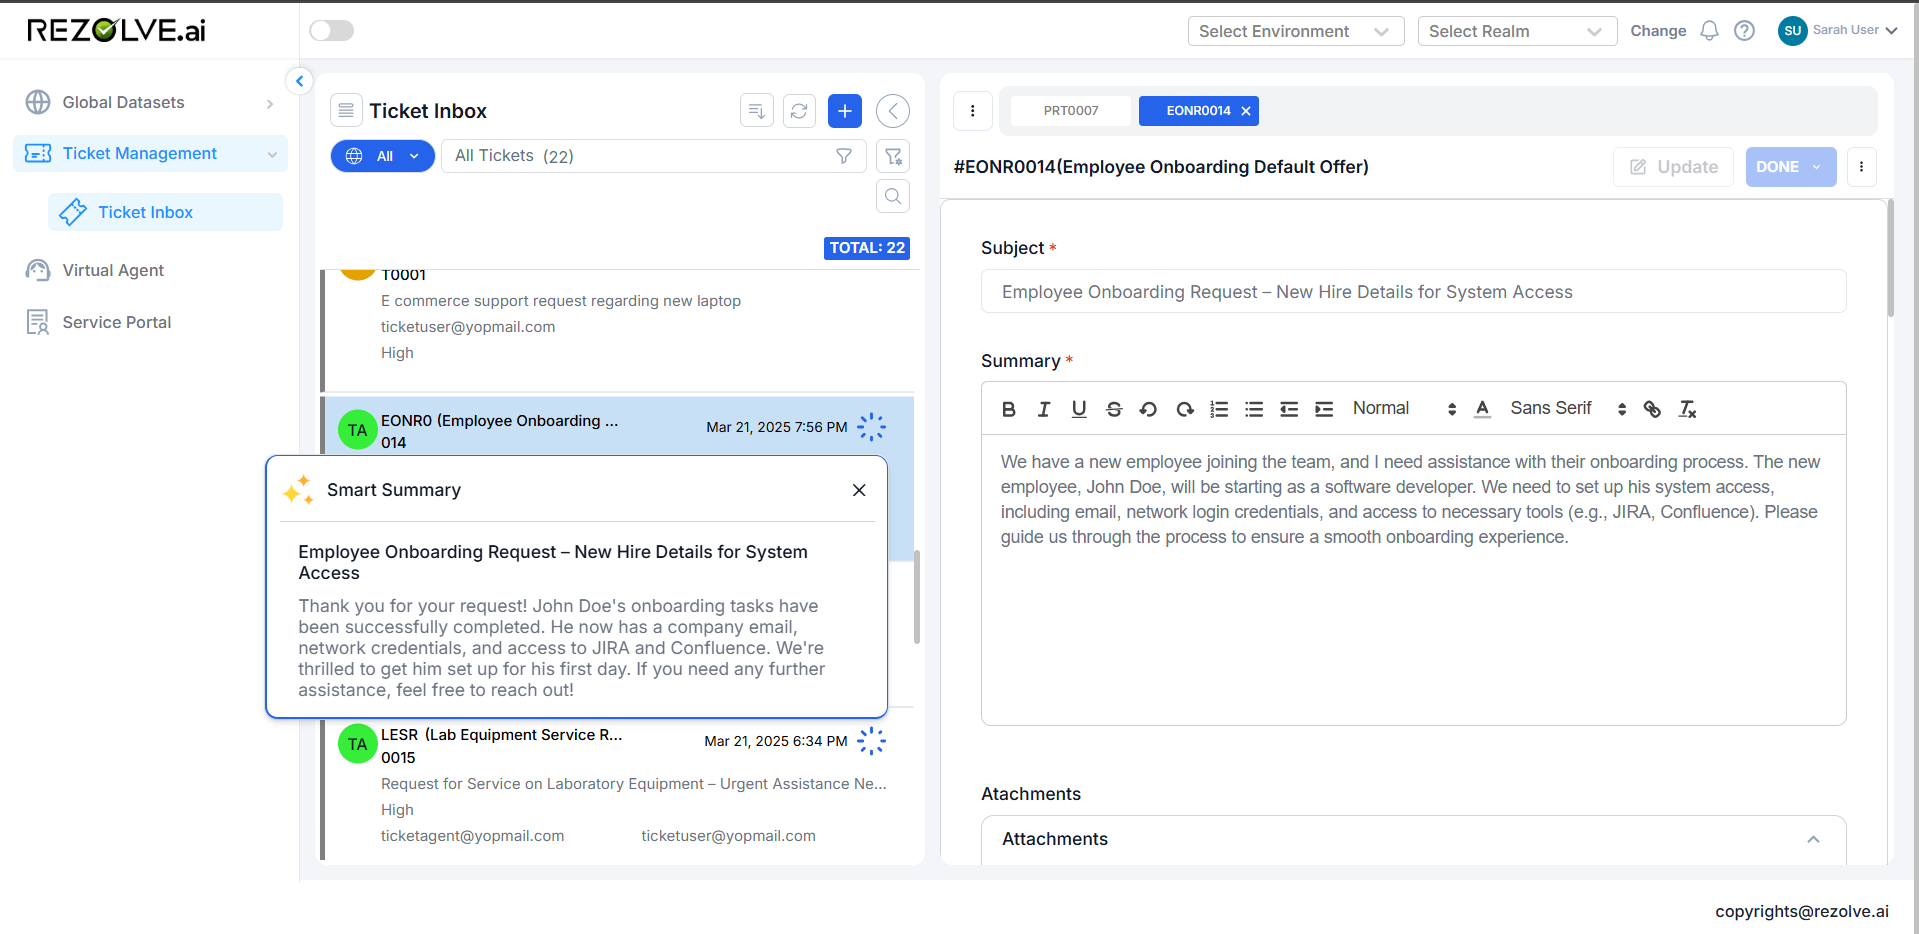 REZOLVE.ai
Select Environment
Select Realm
Change
SU
Sarah User
Global Datasets
Ticket Management
Ticket Inbox
Virtual Agent
Service Portal
Ticket Inbox
All
All Tickets (22)
TOTAL: 22
T0001
E commerce support request regarding new laptop
ticketuser@yopmail.com
High
TA
EONR0 (Employee Onboarding ...
014
Mar 21, 2025 7:56 PM
Smart Summary
Employee Onboarding Request – New Hire Details for System
Access
Thank you for your request! John Doe's onboarding tasks have
been successfully completed. He now has a company email,
network credentials, and access to JIRA and Confluence. We're
thrilled to get him set up for his first day. If you need any further
assistance, feel free to reach out!
TA
LESR (Lab Equipment Service R...
0015
Mar 21, 2025 6:34 PM
Request for Service on Laboratory Equipment – Urgent Assistance Ne...
High
ticketagent@yopmail.com
ticketuser@yopmail.com
PRT0007
EONR0014
#EONR0014(Employee Onboarding Default Offer)
Update
DONE
Subject *
Employee Onboarding Request – New Hire Details for System Access
Summary *
Normal
Sans Serif
We have a new employee joining the team, and I need assistance with their onboarding process. The new
employee, John Doe, will be starting as a software developer. We need to set up his system access,
including email, network login credentials, and access to necessary tools (e.g., JIRA, Confluence). Please
guide us through the process to ensure a smooth onboarding experience.
Atachments
Attachments
copyrights@rezolve.ai